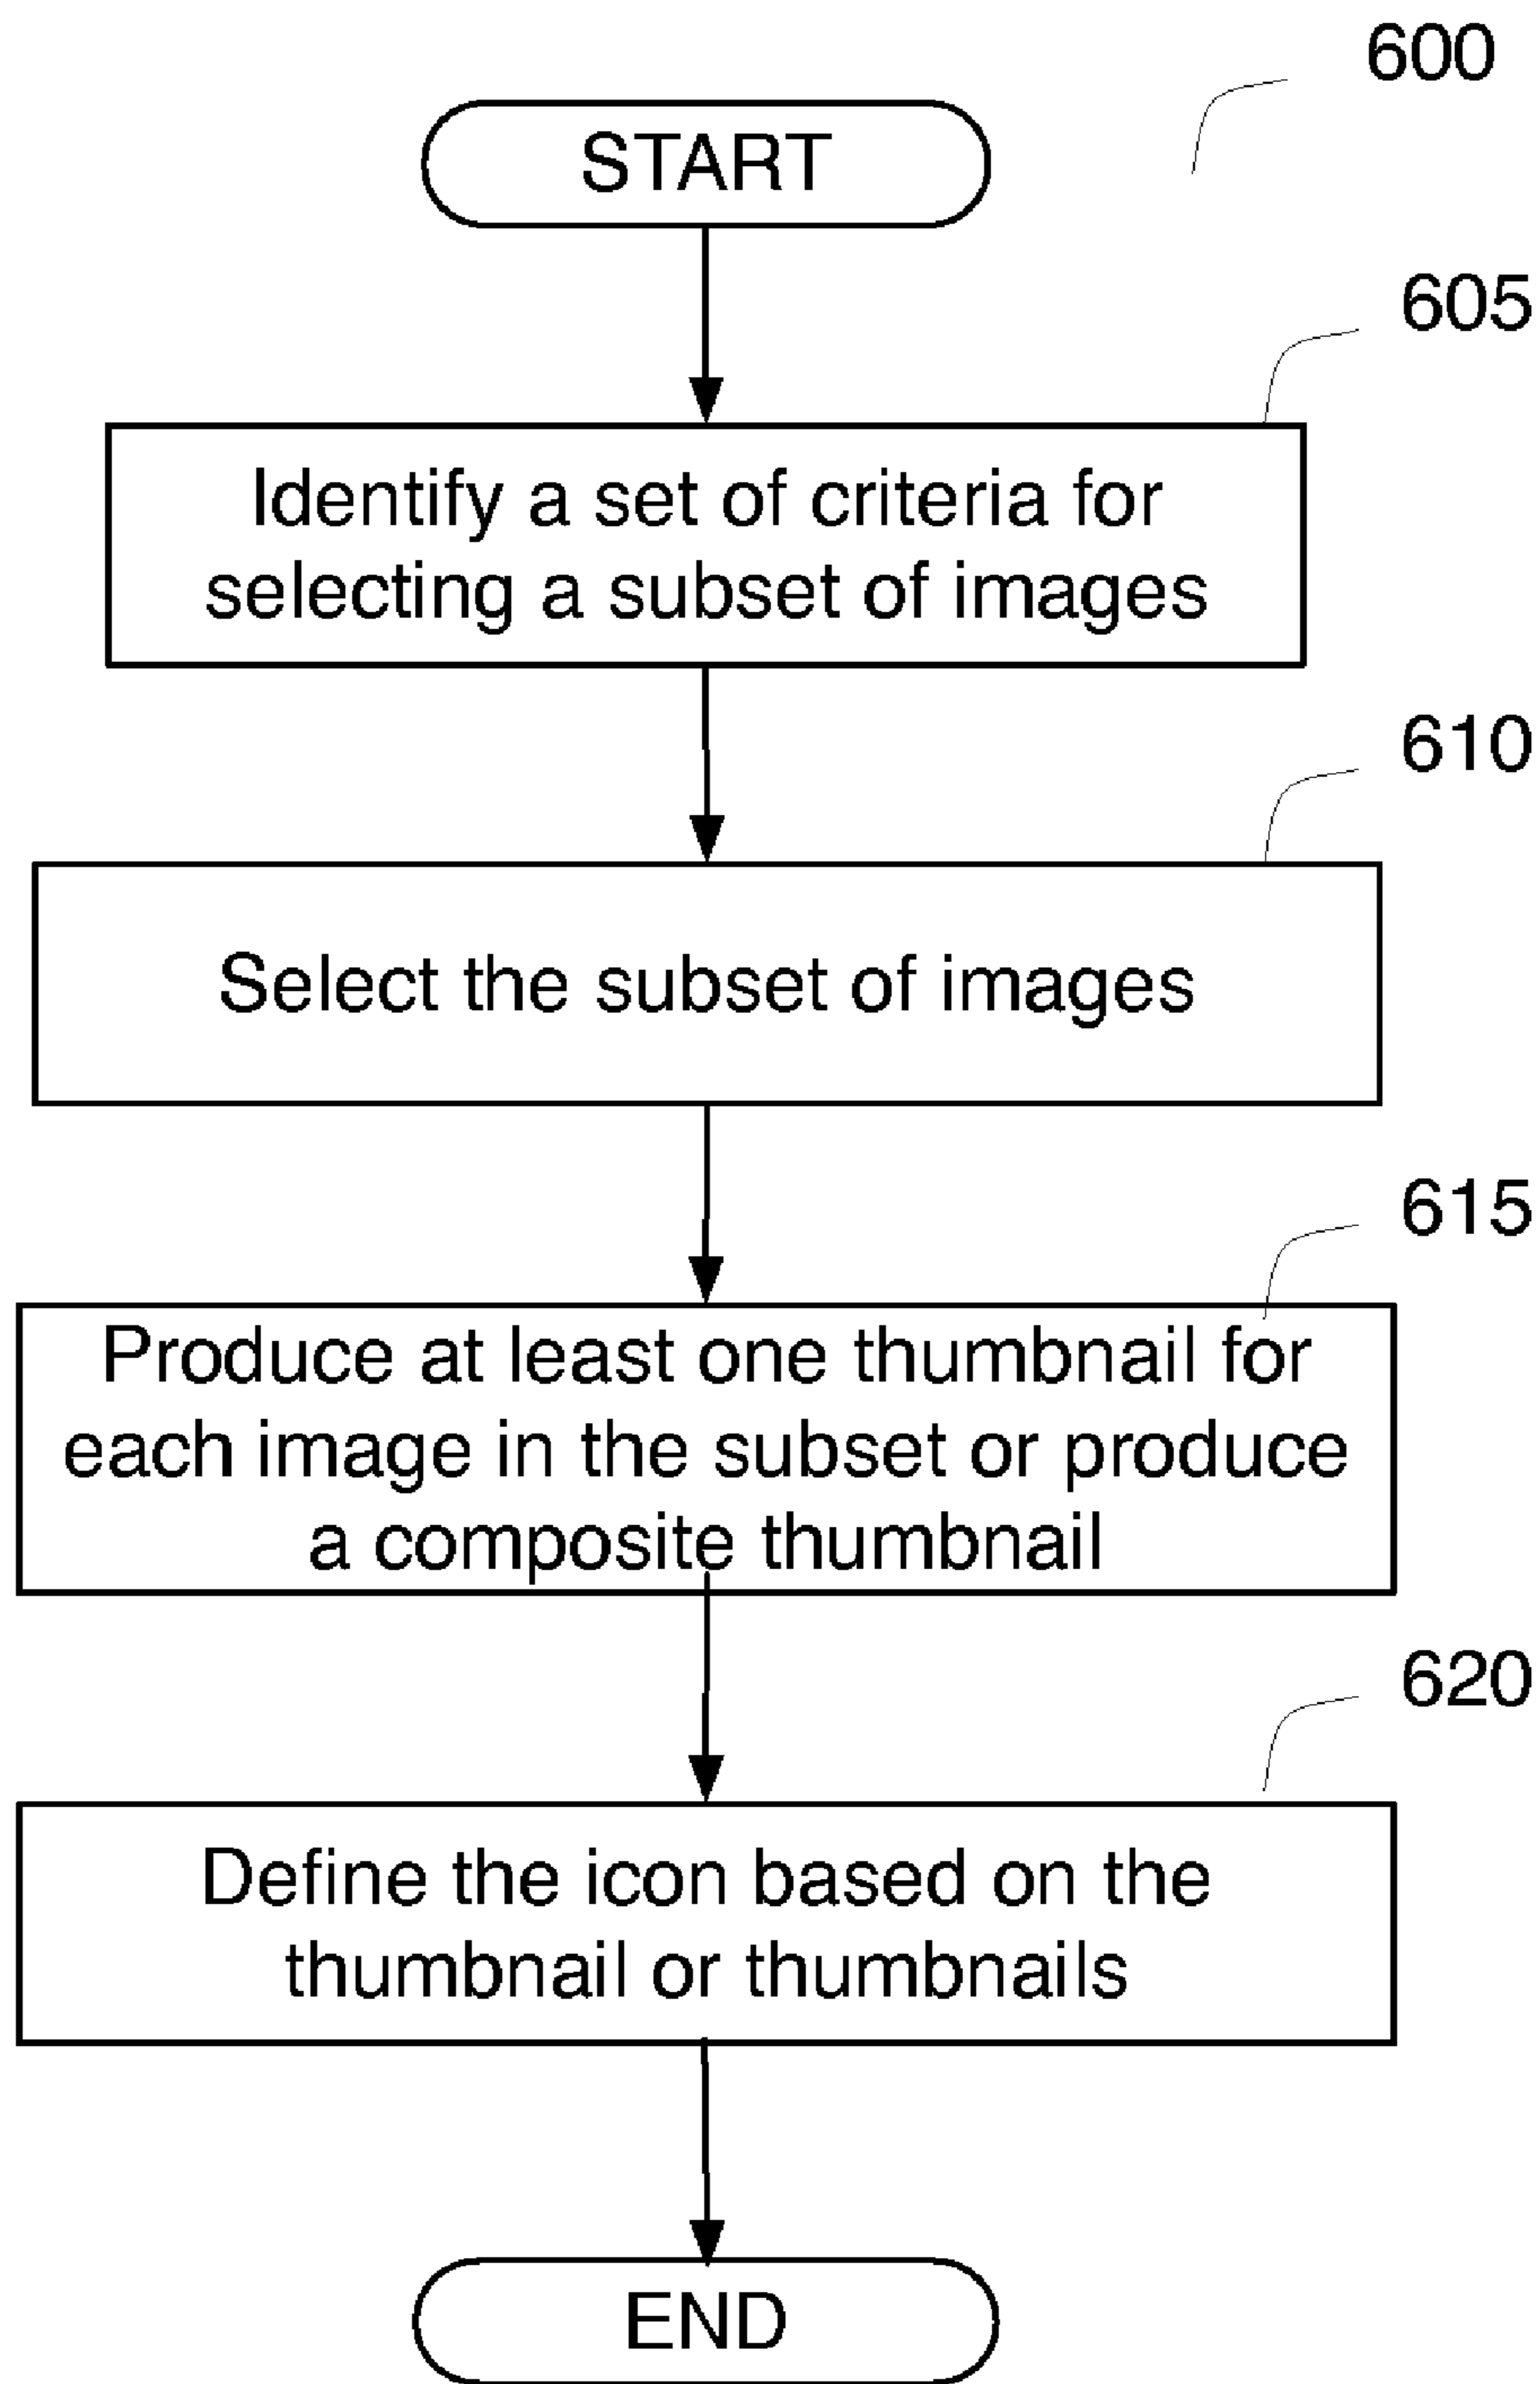 600
START
605
Identify a set of criteria for
selecting a subset of images
610
Select the subset of images
615
Produce at least one thumbnail for
each image in the subset or produce
a composite thumbnail
620
Define the icon based on the
thumbnail or thumbnails
END